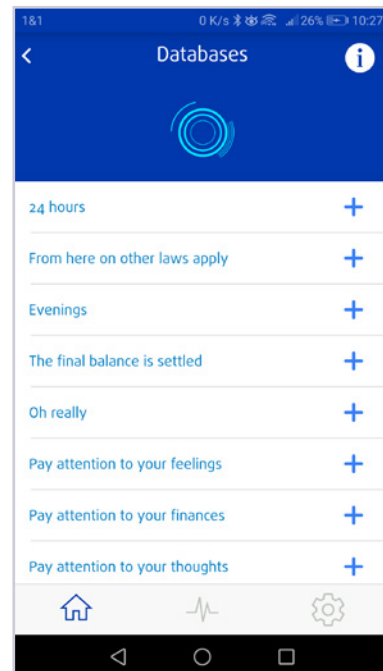 1&1 0 K/s 26% 10:27
Databases
i
24 hours
From here on other laws apply
Evenings
The final balance is settled
Oh really
Pay attention to your feelings
Pay attention to your finances
Pay attention to your thoughts